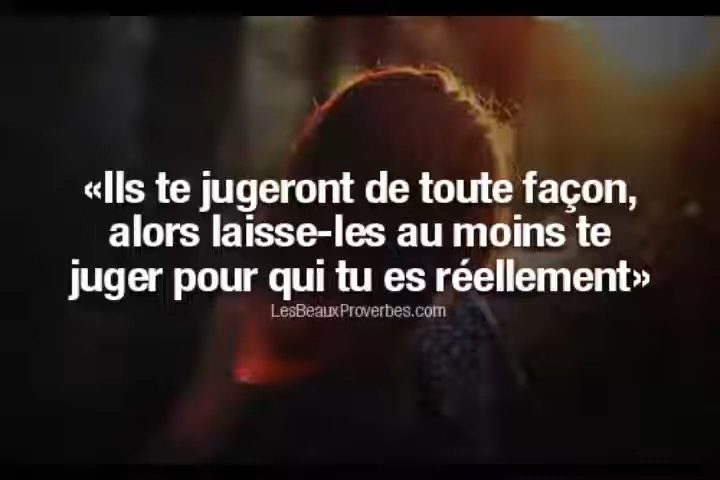 «Ils te jugeront de toute façon,
alors laisse-les au moins te
juger pour qui tu es réellement»
LesBeauxProverbes.com